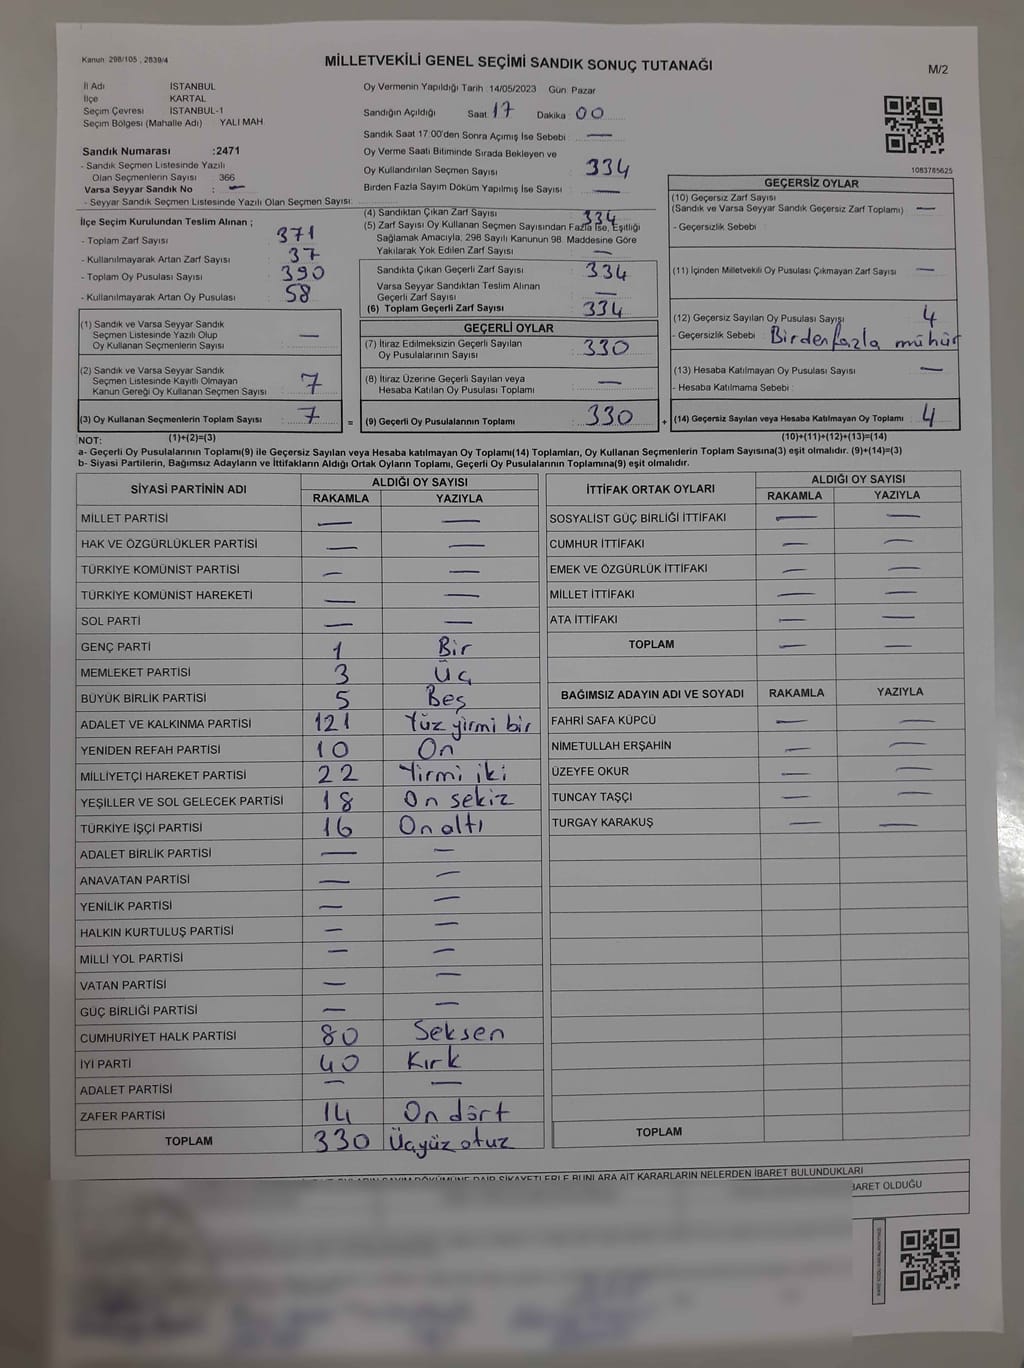 Kanun 298/105 , 2839/4
MİLLETVEKİLİ GENEL SEÇİMİ SANDIK SONUÇ TUTANAĞI
M/2
İl Adı İSTANBUL
İlçe KARTAL
Seçim Çevresi İSTANBUL-1
Seçim Bölgesi (Mahalle Adı) YALI MAH
Sandık Numarası :2471
- Sandık Seçmen Listesinde Yazılı
Olan Seçmenlerin Sayısı : 366
Varsa Seyyar Sandık No : —
- Seyyar Sandık Seçmen Listesinde Yazılı Olan Seçmen Sayısı:
Oy Vermenin Yapıldığı Tarih :14/05/2023 Gün: Pazar
Sandığın Açıldığı Saat 17 Dakika : 00
Sandık Saat 17:00'den Sonra Açımış İse Sebebi : —
Oy Verme Saati Bitiminde Sırada Bekleyen ve
Oy Kullandırılan Seçmen Sayısı 334
Birden Fazla Sayım Döküm Yapılmış İse Sayısı : —
1083785625
İlçe Seçim Kurulundan Teslim Alınan ;
- Toplam Zarf Sayısı 371
- Kullanılmayarak Artan Zarf Sayısı 37
- Toplam Oy Pusulası Sayısı 390
- Kullanılmayarak Artan Oy Pusulası 58
(4) Sandıktan Çıkan Zarf Sayısı 334
(5) Zarf Sayısı Oy Kullanan Seçmen Sayısından Fazla İse, Eşitliği
Sağlamak Amacıyla, 298 Sayılı Kanunun 98. Maddesine Göre
Yakılarak Yok Edilen Zarf Sayısı —
Sandıkta Çıkan Geçerli Zarf Sayısı 334
Varsa Seyyar Sandıktan Teslim Alınan
Geçerli Zarf Sayısı —
(6) Toplam Geçerli Zarf Sayısı 334
GEÇERSİZ OYLAR
(10) Geçersiz Zarf Sayısı
(Sandık ve Varsa Seyyar Sandık Geçersiz Zarf Toplamı) —
- Geçersizlik Sebebi :
(11) İçinden Milletvekili Oy Pusulası Çıkmayan Zarf Sayısı —
(12) Geçersiz Sayılan Oy Pusulası Sayısı 4
- Geçersizlik Sebebi Birden fazla mühür
(13) Hesaba Katılmayan Oy Pusulası Sayısı : —
- Hesaba Katılmama Sebebi :
(14) Geçersiz Sayılan veya Hesaba Katılmayan Oy Toplamı 4
(1) Sandık ve Varsa Seyyar Sandık
Seçmen Listesinde Yazılı Olup
Oy Kullanan Seçmenlerin Sayısı —
(2) Sandık ve Varsa Seyyar Sandık
Seçmen Listesinde Kayıtlı Olmayan
Kanun Gereği Oy Kullanan Seçmen Sayısı 7
(3) Oy Kullanan Seçmenlerin Toplam Sayısı 7 =
GEÇERLİ OYLAR
(7) İtiraz Edilmeksizin Geçerli Sayılan
Oy Pusulalarının Sayısı 330
(8) İtiraz Üzerine Geçerli Sayılan veya
Hesaba Katılan Oy Pusulası Toplamı —
(9) Geçerli Oy Pusulalarının Toplamı 330 +
NOT: (1)+(2)=(3) (10)+(11)+(12)+(13)=(14)
a- Geçerli Oy Pusulalarının Toplamı(9) ile Geçersiz Sayılan veya Hesaba katılmayan Oy Toplamı(14) Toplamları, Oy Kullanan Seçmenlerin Toplam Sayısına(3) eşit olmalıdır. (9)+(14)=(3)
b- Siyasi Partilerin, Bağımsız Adayların ve İttifakların Aldığı Ortak Oyların Toplamı, Geçerli Oy Pusulalarının Toplamına(9) eşit olmalıdır.
SİYASİ PARTİNİN ADI ALDIĞI OY SAYISI
RAKAMLA YAZIYLA
MİLLET PARTİSİ — —
HAK VE ÖZGÜRLÜKLER PARTİSİ — —
TÜRKİYE KOMÜNİST PARTİSİ — —
TÜRKİYE KOMÜNİST HAREKETİ — —
SOL PARTİ — —
GENÇ PARTİ 1 Bir
MEMLEKET PARTİSİ 3 Üç
BÜYÜK BİRLİK PARTİSİ 5 Beş
ADALET VE KALKINMA PARTİSİ 121 Yüz yirmi bir
YENİDEN REFAH PARTİSİ 10 On
MİLLİYETÇİ HAREKET PARTİSİ 22 Yirmi iki
YEŞİLLER VE SOL GELECEK PARTİSİ 18 On sekiz
TÜRKİYE İŞÇİ PARTİSİ 16 On altı
ADALET BİRLİK PARTİSİ — —
ANAVATAN PARTİSİ — —
YENİLİK PARTİSİ — —
HALKIN KURTULUŞ PARTİSİ — —
MİLLİ YOL PARTİSİ — —
VATAN PARTİSİ — —
GÜÇ BİRLİĞİ PARTİSİ — —
CUMHURİYET HALK PARTİSİ 80 Seksen
İYİ PARTİ 40 Kırk
ADALET PARTİSİ — —
ZAFER PARTİSİ 14 On dört
TOPLAM 330 Üçyüz otuz
İTTİFAK ORTAK OYLARI ALDIĞI OY SAYISI
RAKAMLA YAZIYLA
SOSYALİST GÜÇ BİRLİĞİ İTTİFAKI — —
CUMHUR İTTİFAKI — —
EMEK VE ÖZGÜRLÜK İTTİFAKI — —
MİLLET İTTİFAKI — —
ATA İTTİFAKI — —
TOPLAM — —
BAĞIMSIZ ADAYIN ADI VE SOYADI RAKAMLA YAZIYLA
FAHRİ SAFA KÜPCÜ — —
NİMETULLAH ERŞAHİN — —
ÜZEYFE OKUR — —
TUNCAY TAŞÇİ — —
TURGAY KARAKUŞ — —
TOPLAM
DAİR ŞİKAYETLERLE BUNLARA AİT KARARLARIN NELERDEN İBARET BULUNDUKLARI
BARET OLDUĞU